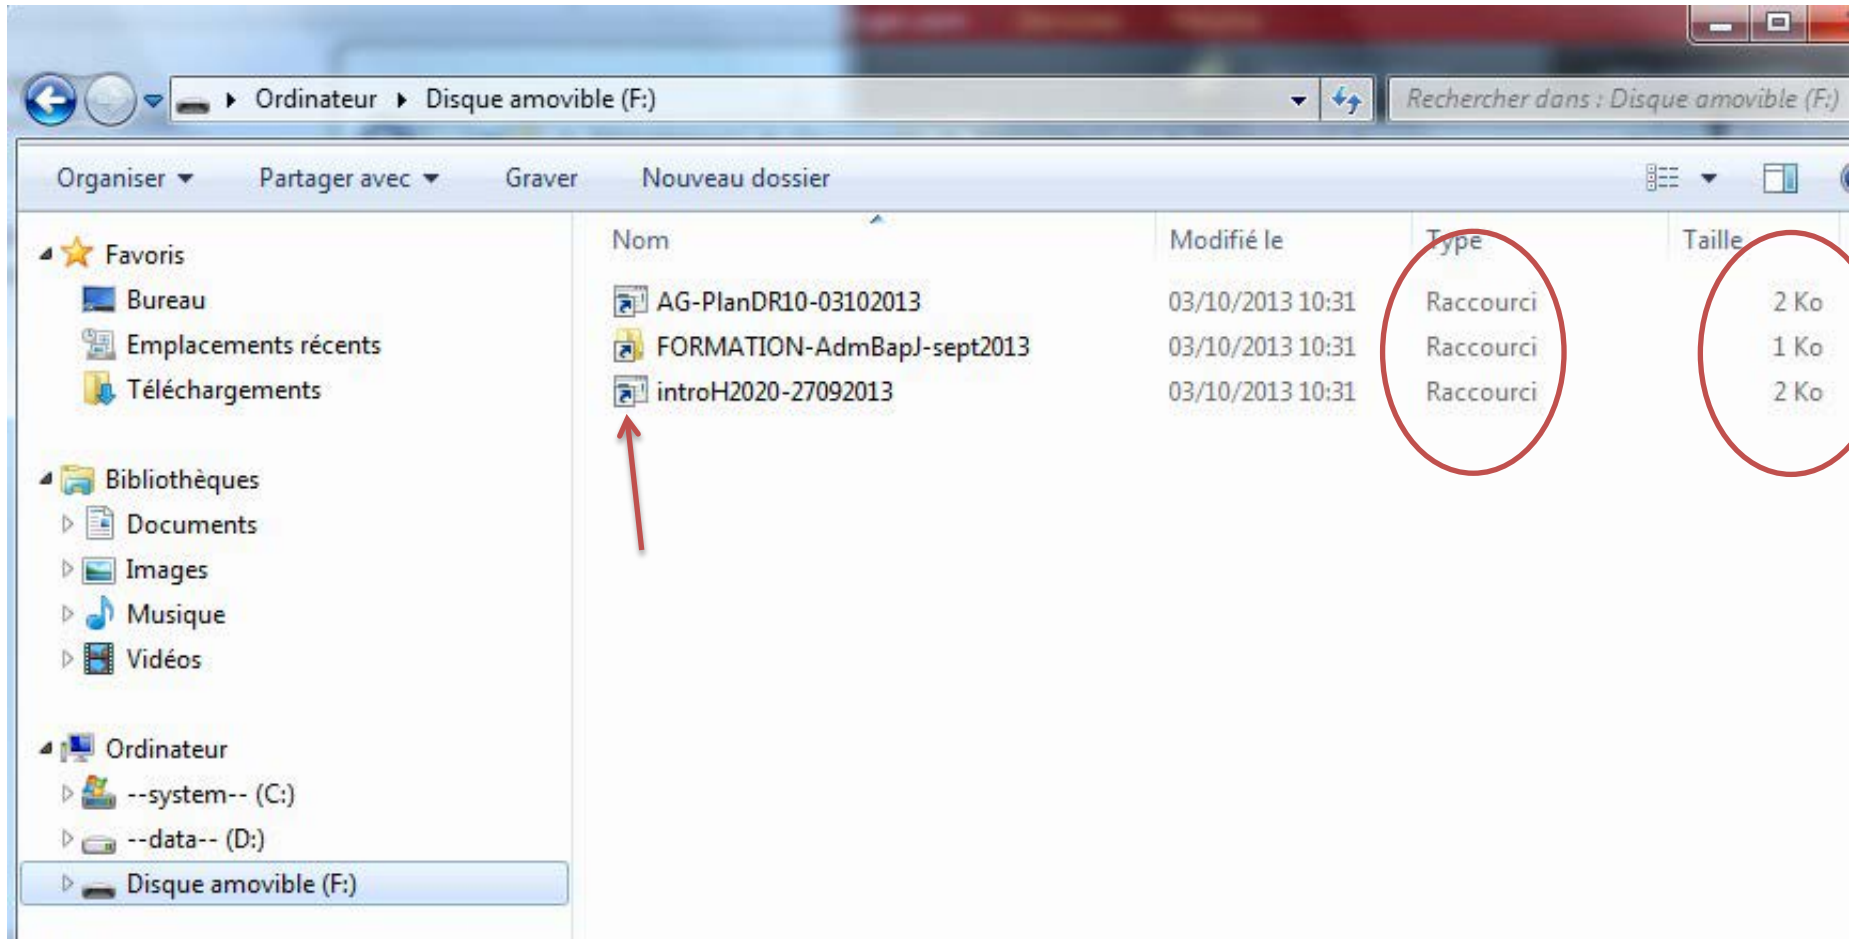 Ordinateur Disque amovible (F:) Rechercher dans : Disque amovible (F:)
Organiser Partager avec Graver Nouveau dossier
Nom Modifié le Type Taille
Favoris
Bureau AG-PlanDR10-03102013 03/10/2013 10:31 Raccourci 2 Ko
Emplacements récents FORMATION-AdmBapJ-sept2013 03/10/2013 10:31 Raccourci 1 Ko
Téléchargements introH2020-27092013 03/10/2013 10:31 Raccourci 2 Ko
Bibliothèques
Documents
Images
Musique
Vidéos
Ordinateur
--system-- (C:)
--data-- (D:)
Disque amovible (F:)